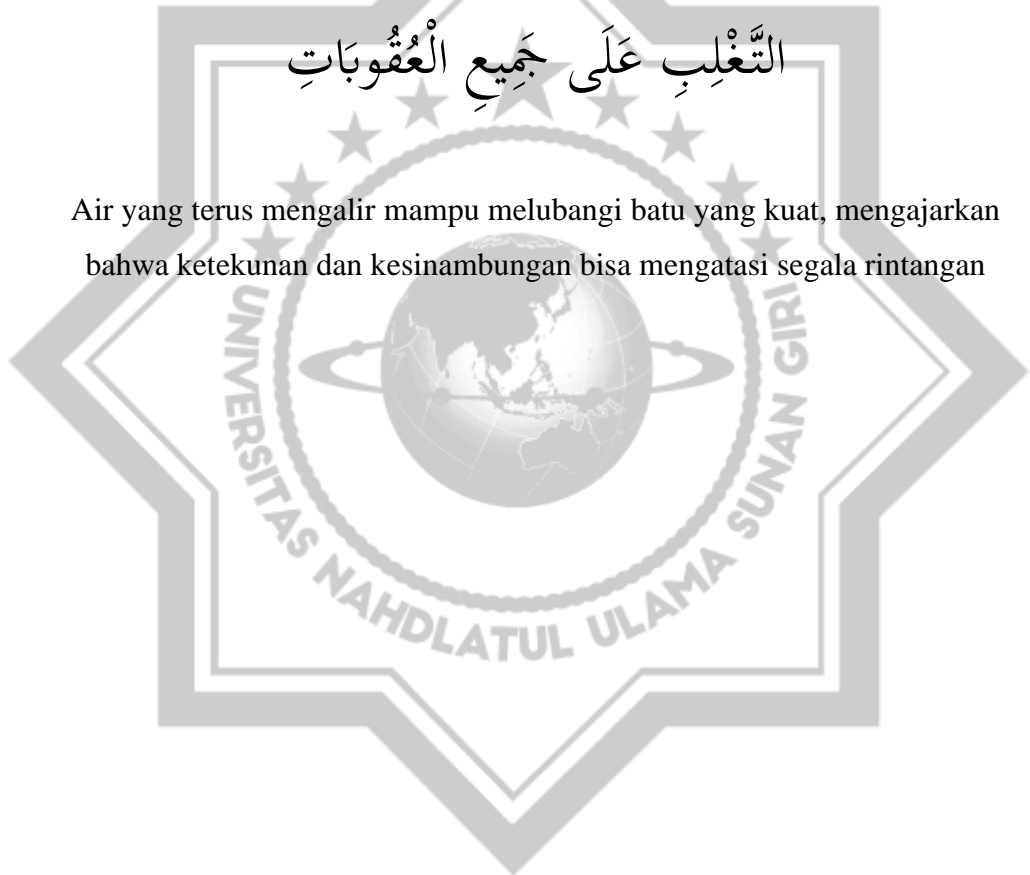 التَّغْلِبِ عَلَى جَمِيعِ الْعُقُوبَاتِ
Air yang terus mengalir mampu melubangi batu yang kuat, mengajarkan
bahwa ketekunan dan kesinambungan bisa mengatasi segala rintangan
UNIVERSITAS NAHDLATUL ULAMA SUNAN GIRI